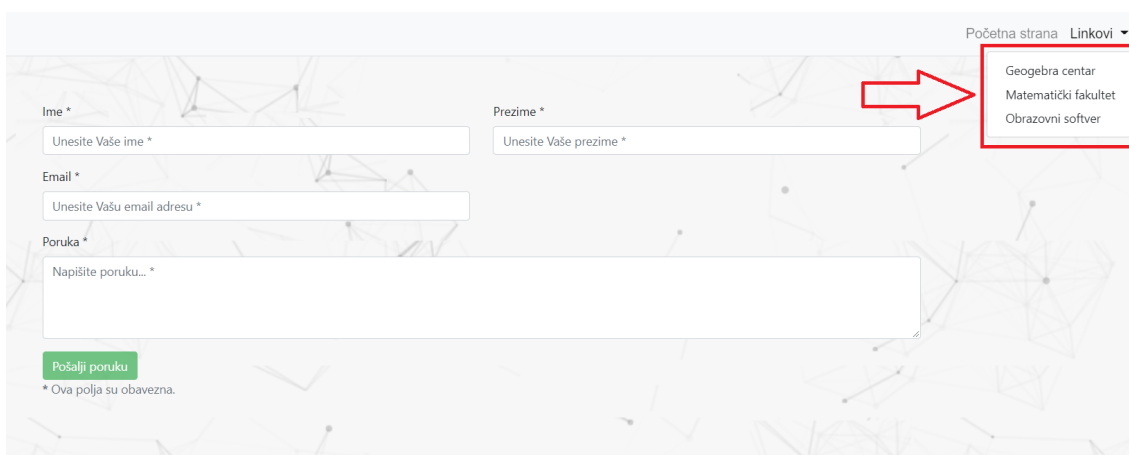 Početna strana Linkovi
Geogebra centar
Matematički fakultet
Obrazovni softver
Ime * Prezime *
Unesite Vaše ime * Unesite Vaše prezime *
Email *
Unesite Vašu email adresu *
Poruka *
Napišite poruku... *
Pošalji poruku
* Ova polja su obavezna.